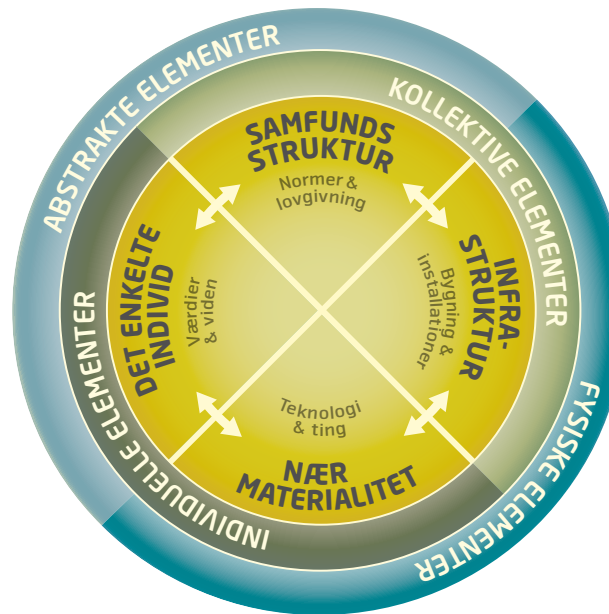 ABSTRAKTE ELEMENTER
KOLLEKTIVE ELEMENTER
SAMFUNDS
STRUKTUR
Normer &
lovgivning
DET ENKELTE
INDIVID
Værdier
& viden
INFRA-
STRUKTUR
Bygning &
installationer
Teknologi
& ting
NÆR
MATERIALITET
INDIVIDUELLE ELEMENTER
FYSISKE ELEMENTER